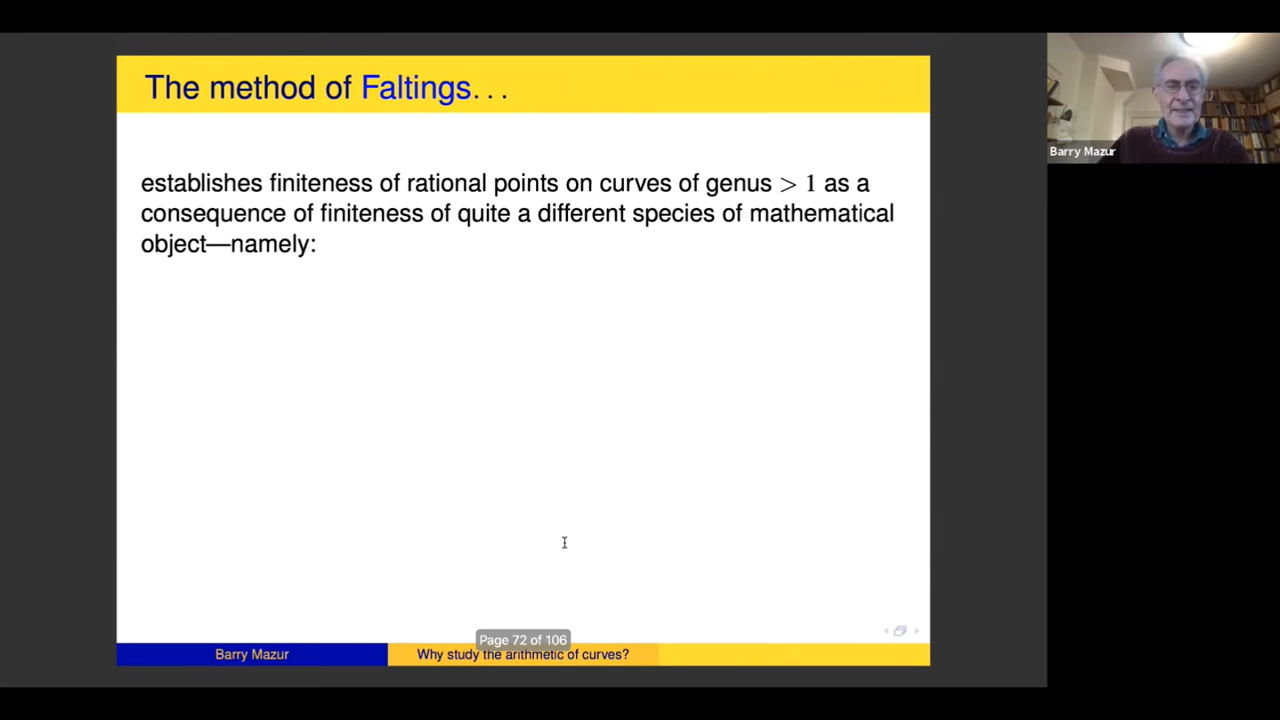 The method of Faltings. . .
establishes finiteness of rational points on curves of genus > 1 as a
consequence of finiteness of quite a different species of mathematical
object—namely:
Barry Mazur
Page 72 of 106
Barry Mazur
Why study the arithmetic of curves?